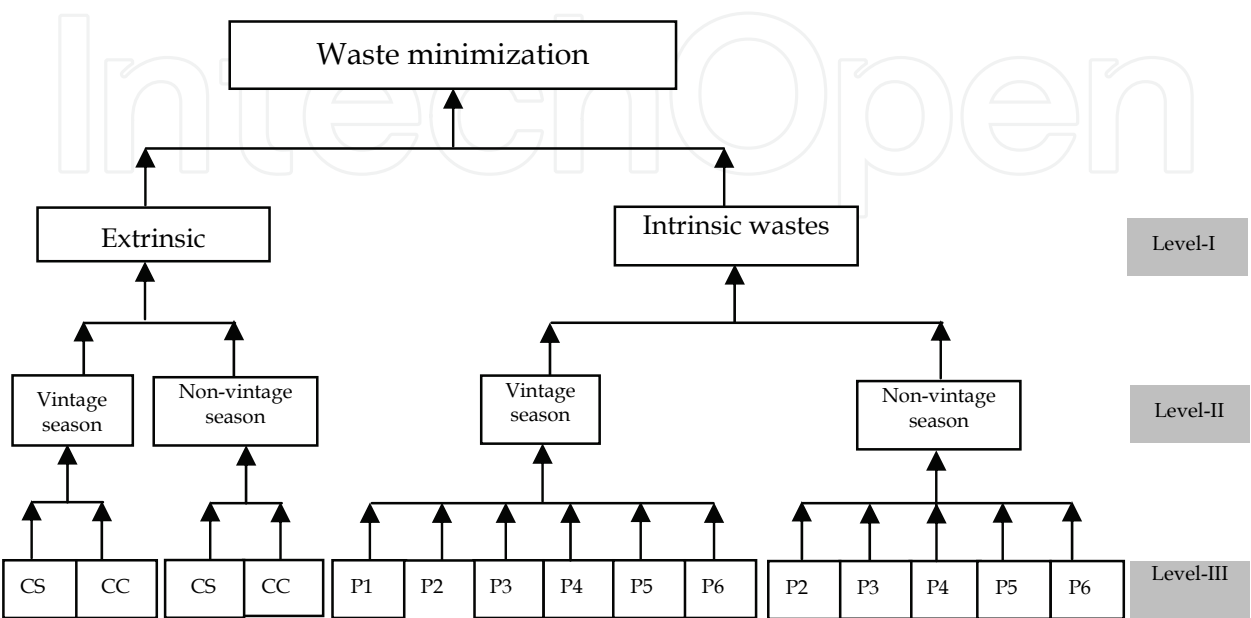 IntechOpen
Waste minimization
Extrinsic
Intrinsic wastes
Level-I
Vintage
season
Non-vintage
season
Vintage
season
Non-vintage
season
Level-II
CS
CC
CS
CC
P1
P2
P3
P4
P5
P6
P2
P3
P4
P5
P6
Level-III